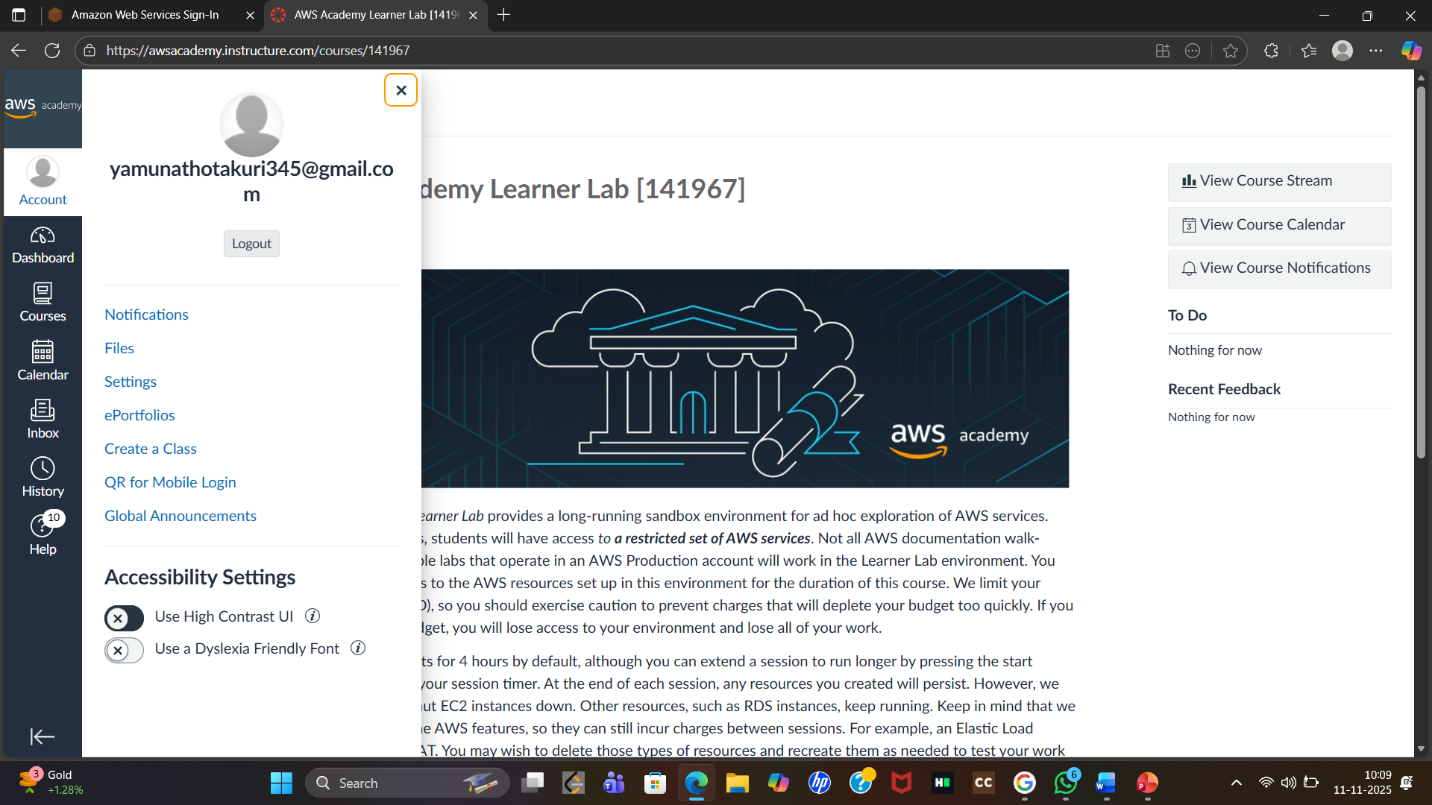 Amazon Web Services Sign-In
AWS Academy Learner Lab [1419
https://awsacademy.instructure.com/courses/141967
aws academy
Account
Dashboard
Courses
Calendar
Inbox
History
10
Help
yamunathotakuri345@gmail.co
m
Logout
Notifications
Files
Settings
ePortfolios
Create a Class
QR for Mobile Login
Global Announcements
Accessibility Settings
Use High Contrast UI
Use a Dyslexia Friendly Font
demy Learner Lab [141967]
aws academy
earner Lab provides a long-running sandbox environment for ad hoc exploration of AWS services.
s, students will have access to a restricted set of AWS services. Not all AWS documentation walk-
ble labs that operate in an AWS Production account will work in the Learner Lab environment. You
s to the AWS resources set up in this environment for the duration of this course. We limit your
D), so you should exercise caution to prevent charges that will deplete your budget too quickly. If you
dget, you will lose access to your environment and lose all of your work.
ts for 4 hours by default, although you can extend a session to run longer by pressing the start
your session timer. At the end of each session, any resources you created will persist. However, we
ut EC2 instances down. Other resources, such as RDS instances, keep running. Keep in mind that we
e AWS features, so they can still incur charges between sessions. For example, an Elastic Load
AT. You may wish to delete those types of resources and recreate them as needed to test your work
View Course Stream
3 View Course Calendar
View Course Notifications
To Do
Nothing for now
Recent Feedback
Nothing for now
3
Gold
+1.28%
Search
hp
CC
6
10:09
11-11-2025